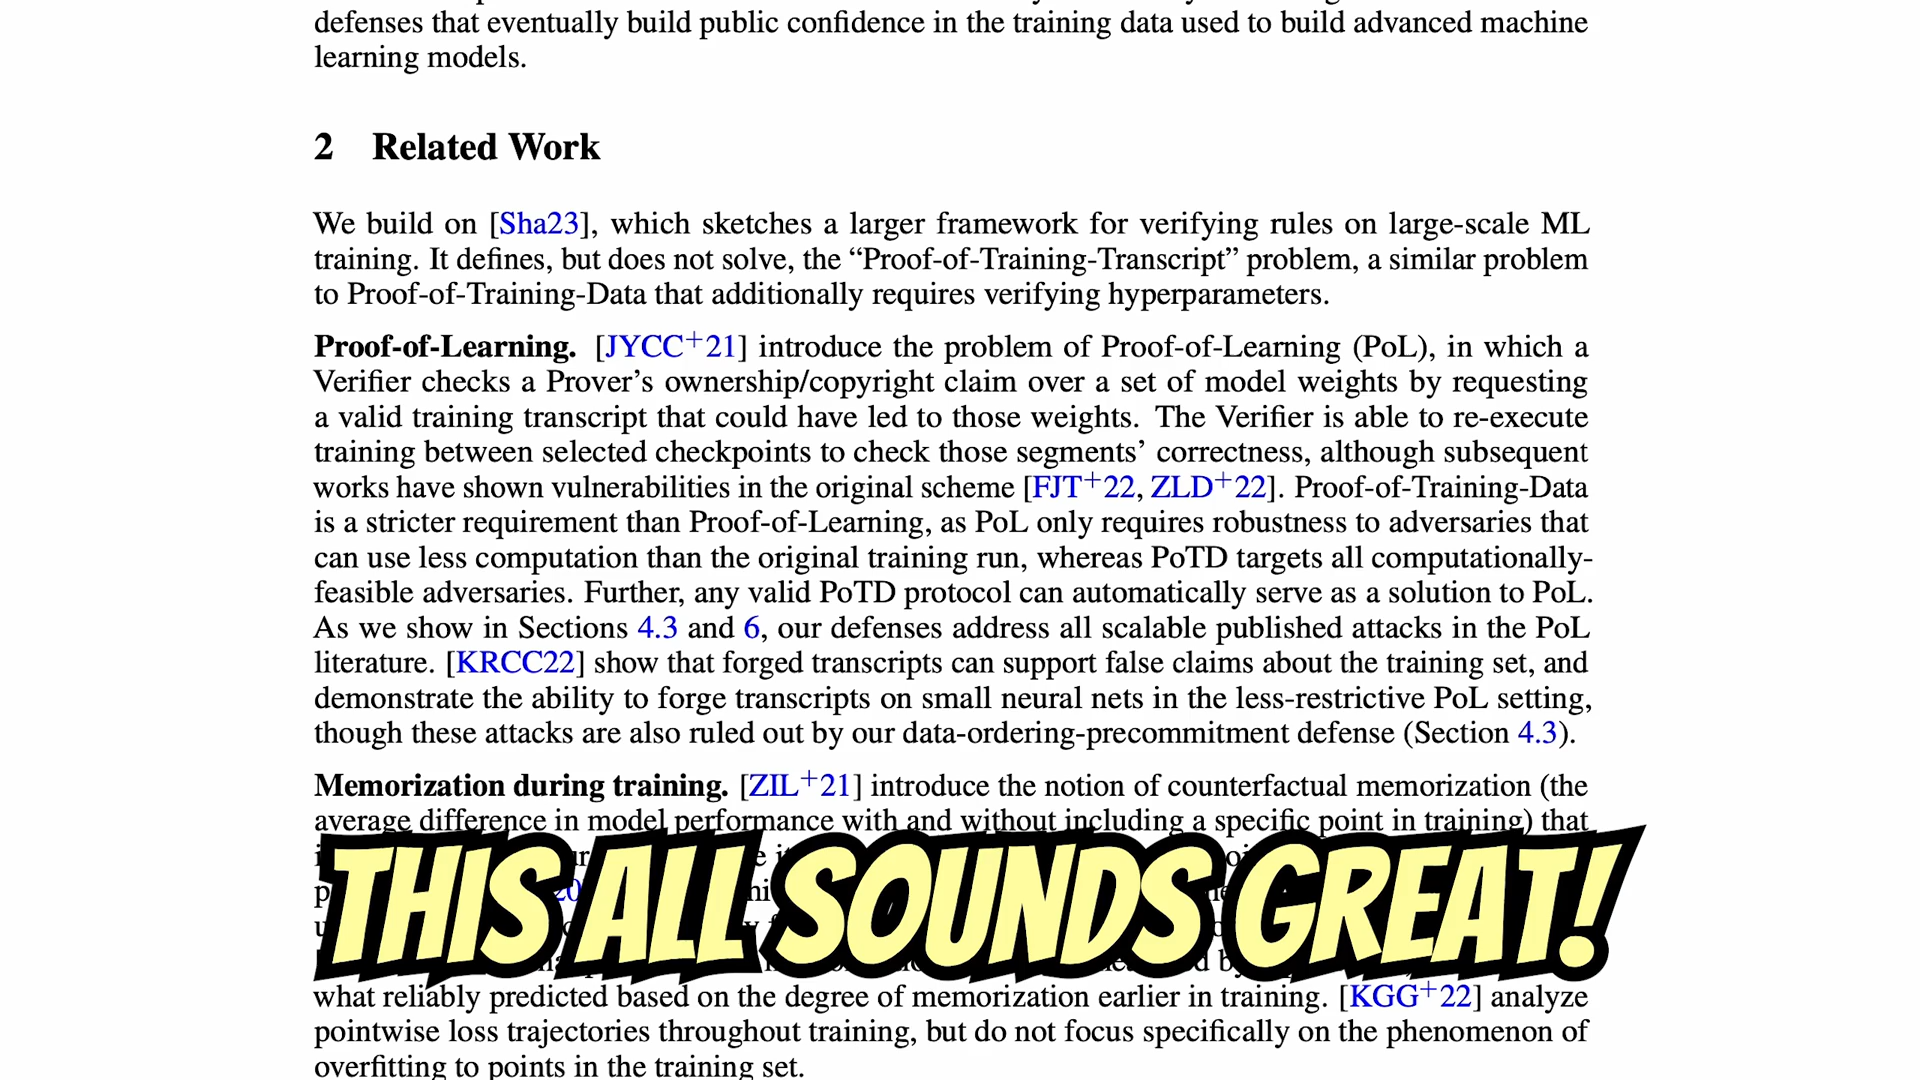 defenses that eventually build public confidence in the training data used to build advanced machine
learning models.
2 Related Work
We build on [Sha23], which sketches a larger framework for verifying rules on large-scale ML
training. It defines, but does not solve, the “Proof-of-Training-Transcript” problem, a similar problem
to Proof-of-Training-Data that additionally requires verifying hyperparameters.
Proof-of-Learning. [JYCC+21] introduce the problem of Proof-of-Learning (PoL), in which a
Verifier checks a Prover’s ownership/copyright claim over a set of model weights by requesting
a valid training transcript that could have led to those weights. The Verifier is able to re-execute
training between selected checkpoints to check those segments’ correctness, although subsequent
works have shown vulnerabilities in the original scheme [FJT+22, ZLD+22]. Proof-of-Training-Data
is a stricter requirement than Proof-of-Learning, as PoL only requires robustness to adversaries that
can use less computation than the original training run, whereas PoTD targets all computationally-
feasible adversaries. Further, any valid PoTD protocol can automatically serve as a solution to PoL.
As we show in Sections 4.3 and 6, our defenses address all scalable published attacks in the PoL
literature. [KRCC22] show that forged transcripts can support false claims about the training set, and
demonstrate the ability to forge transcripts on small neural nets in the less-restrictive PoL setting,
though these attacks are also ruled out by our data-ordering-precommitment defense (Section 4.3).
Memorization during training. [ZIL+21] introduce the notion of counterfactual memorization (the
average difference in model performance with and without including a specific point in training) that
THIS ALL SOUNDS GREAT!
what reliably predicted based on the degree of memorization earlier in training. [KGG+22] analyze
pointwise loss trajectories throughout training, but do not focus specifically on the phenomenon of
overfitting to points in the training set.